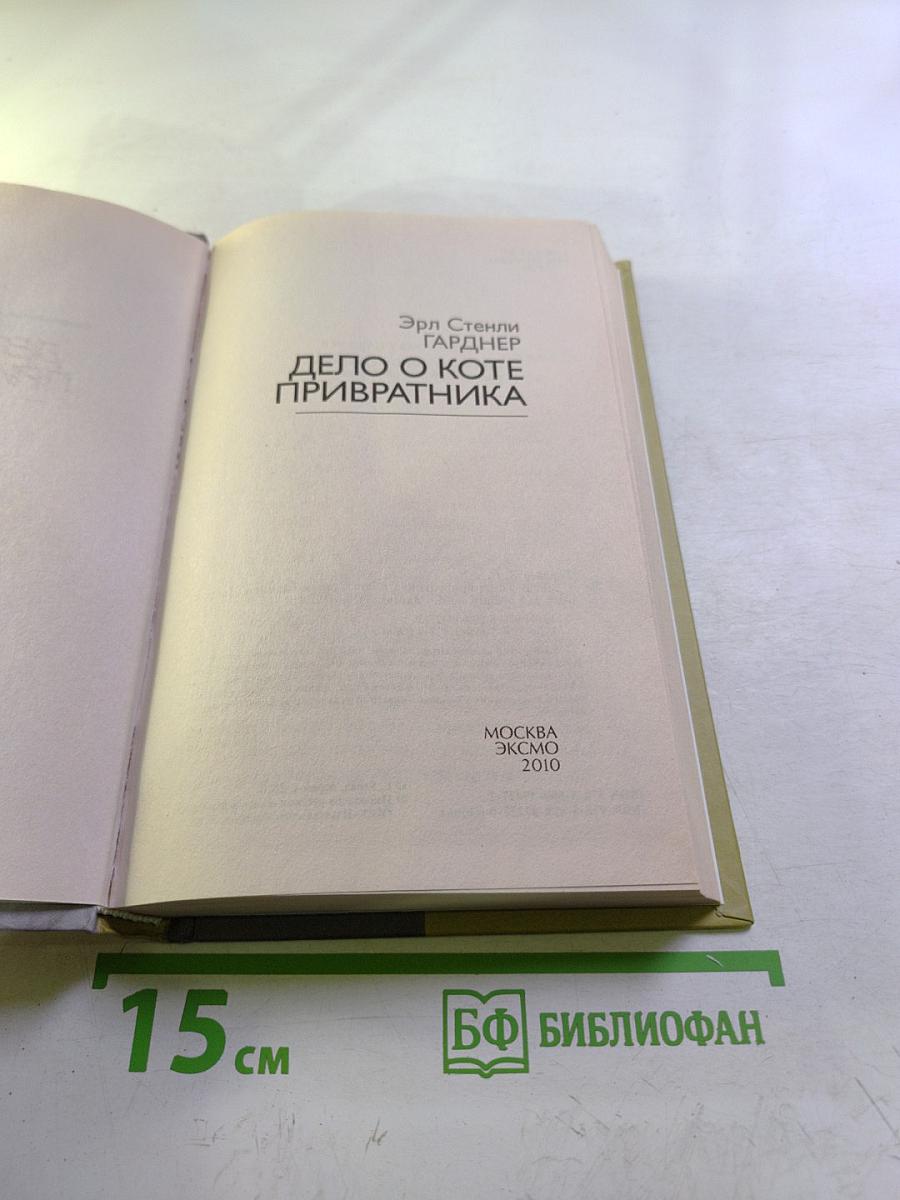 Эрл Стенли
ГАРДНЕР
ДЕЛО О КОТЕ
ПРИВРАТНИКА
МОСКВА
ЭКСМО
2010
15 см
БФ БИБЛИОФАН